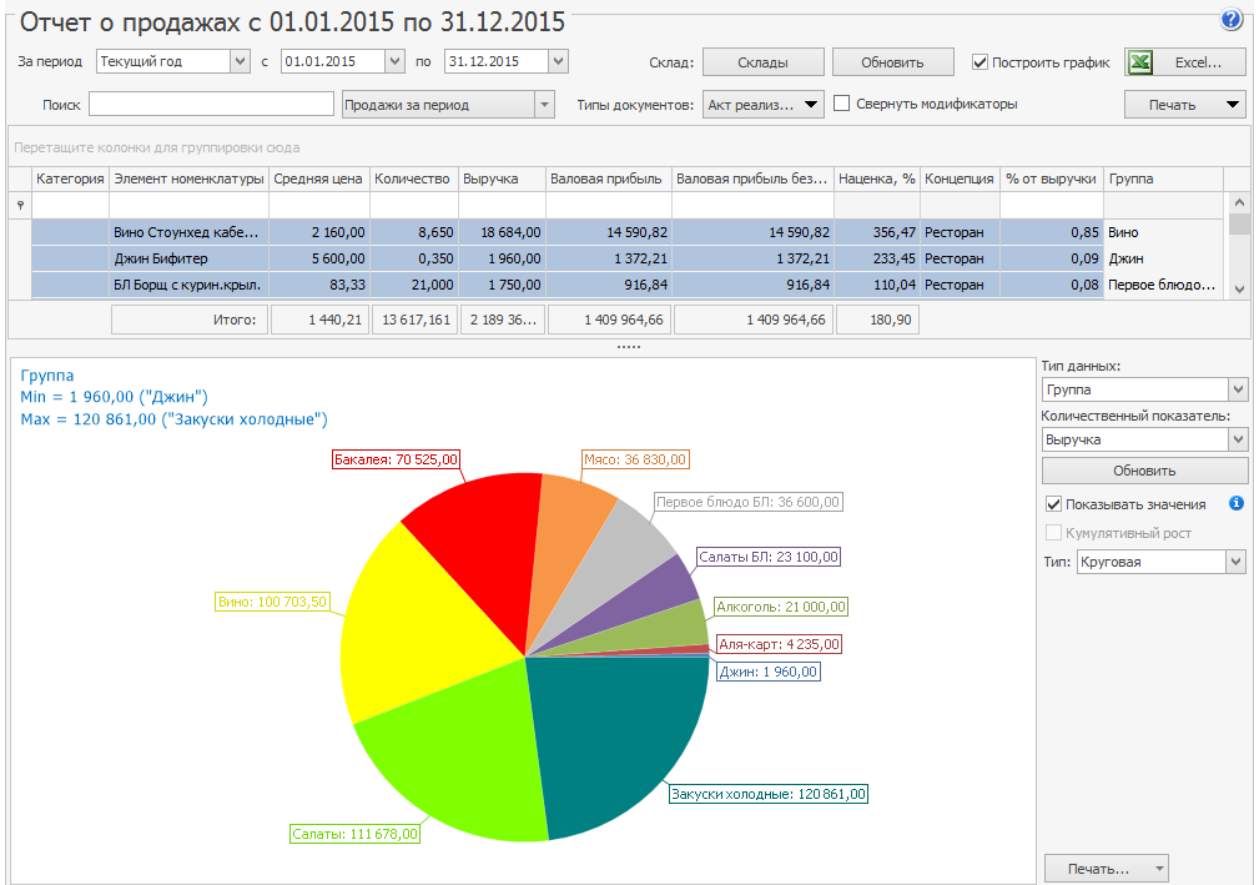 Отчет о продажах с 01.01.2015 по 31.12.2015
За период Текущий год с 01.01.2015 по 31.12.2015 Склад: Склады Обновить Построить график Excel...
Поиск Продажи за период Типы документов: Акт реализ... Свернуть модификаторы Печать
Перетащите колонки для группировки сюда
Категория Элемент номенклатуры Средняя цена Количество Выручка Валовая прибыль Валовая прибыль без... Наценка, % Концепция % от выручки Группа
Вино Стоунхед кабе... 2 160,00 8,650 18 684,00 14 590,82 14 590,82 356,47 Ресторан 0,85 Вино
Джин Бифитер 5 600,00 0,350 1 960,00 1 372,21 1 372,21 233,45 Ресторан 0,09 Джин
БЛ Борщ с курин.крыл. 83,33 21,000 1 750,00 916,84 916,84 110,04 Ресторан 0,08 Первое блюдо...
Итого: 1 440,21 13 617,161 2 189 36... 1 409 964,66 1 409 964,66 180,90
Группа
Min = 1 960,00 ("Джин")
Max = 120 861,00 ("Закуски холодные")
Бакалея: 70 525,00
Мясо: 36 830,00
Первое блюдо БЛ: 36 600,00
Салаты БЛ: 23 100,00
Вино: 100 703,50
Алкоголь: 21 000,00
Аля-карт: 4 235,00
Джин: 1 960,00
Закуски холодные: 120 861,00
Салаты: 111 678,00
Тип данных:
Группа
Количественный показатель:
Выручка
Обновить
Показывать значения
Кумулятивный рост
Тип: Круговая
Печать...